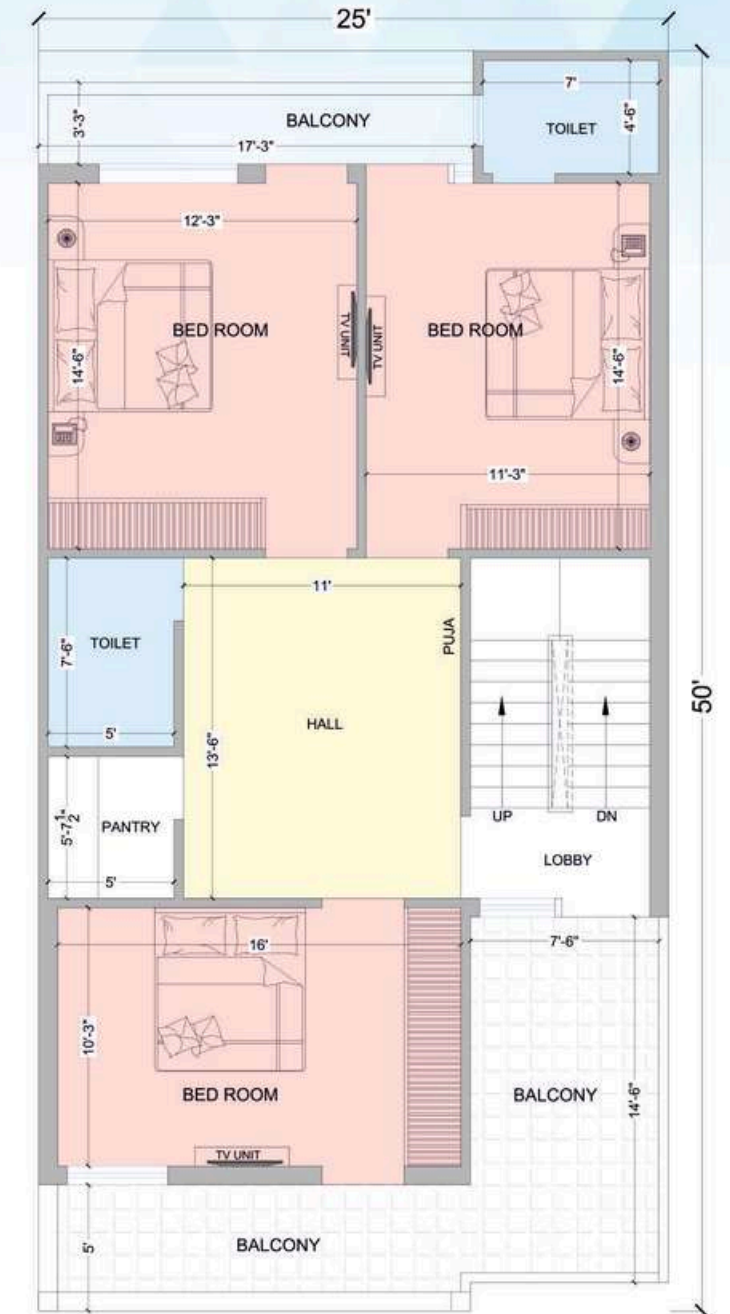 25'
7'
BALCONY
TOILET
3'-3"
4'-6"
17'-3"
12'-3"
BED ROOM
TV UNIT
TV UNIT
BED ROOM
14'-6"
14'-6"
11'-3"
11'
TOILET
7'-6"
PUJA
50'
HALL
5'
13'-6"
UP
DN
PANTRY
5'-7 1/2"
LOBBY
5'
16'
7'-6"
10'-3"
BED ROOM
BALCONY
14'-6"
TV UNIT
5'
BALCONY